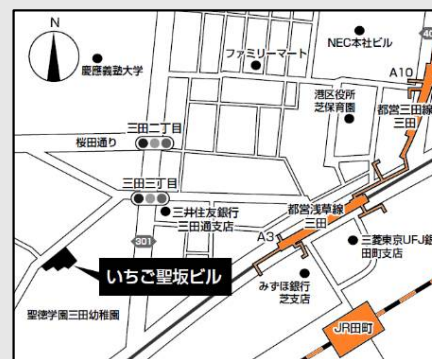 N
慶應義塾大学
ファミリーマート
NEC本社ビル
409
A10
港区役所
芝保育園
都営三田線
三田
三田二丁目
桜田通り
三田三丁目
三井住友銀行
三田通支店
都営浅草線
三田
A3
301
三菱東京UFJ銀
田町支店
いちご聖坂ビル
みずほ銀行
芝支店
聖徳学園三田幼稚園
JR田町